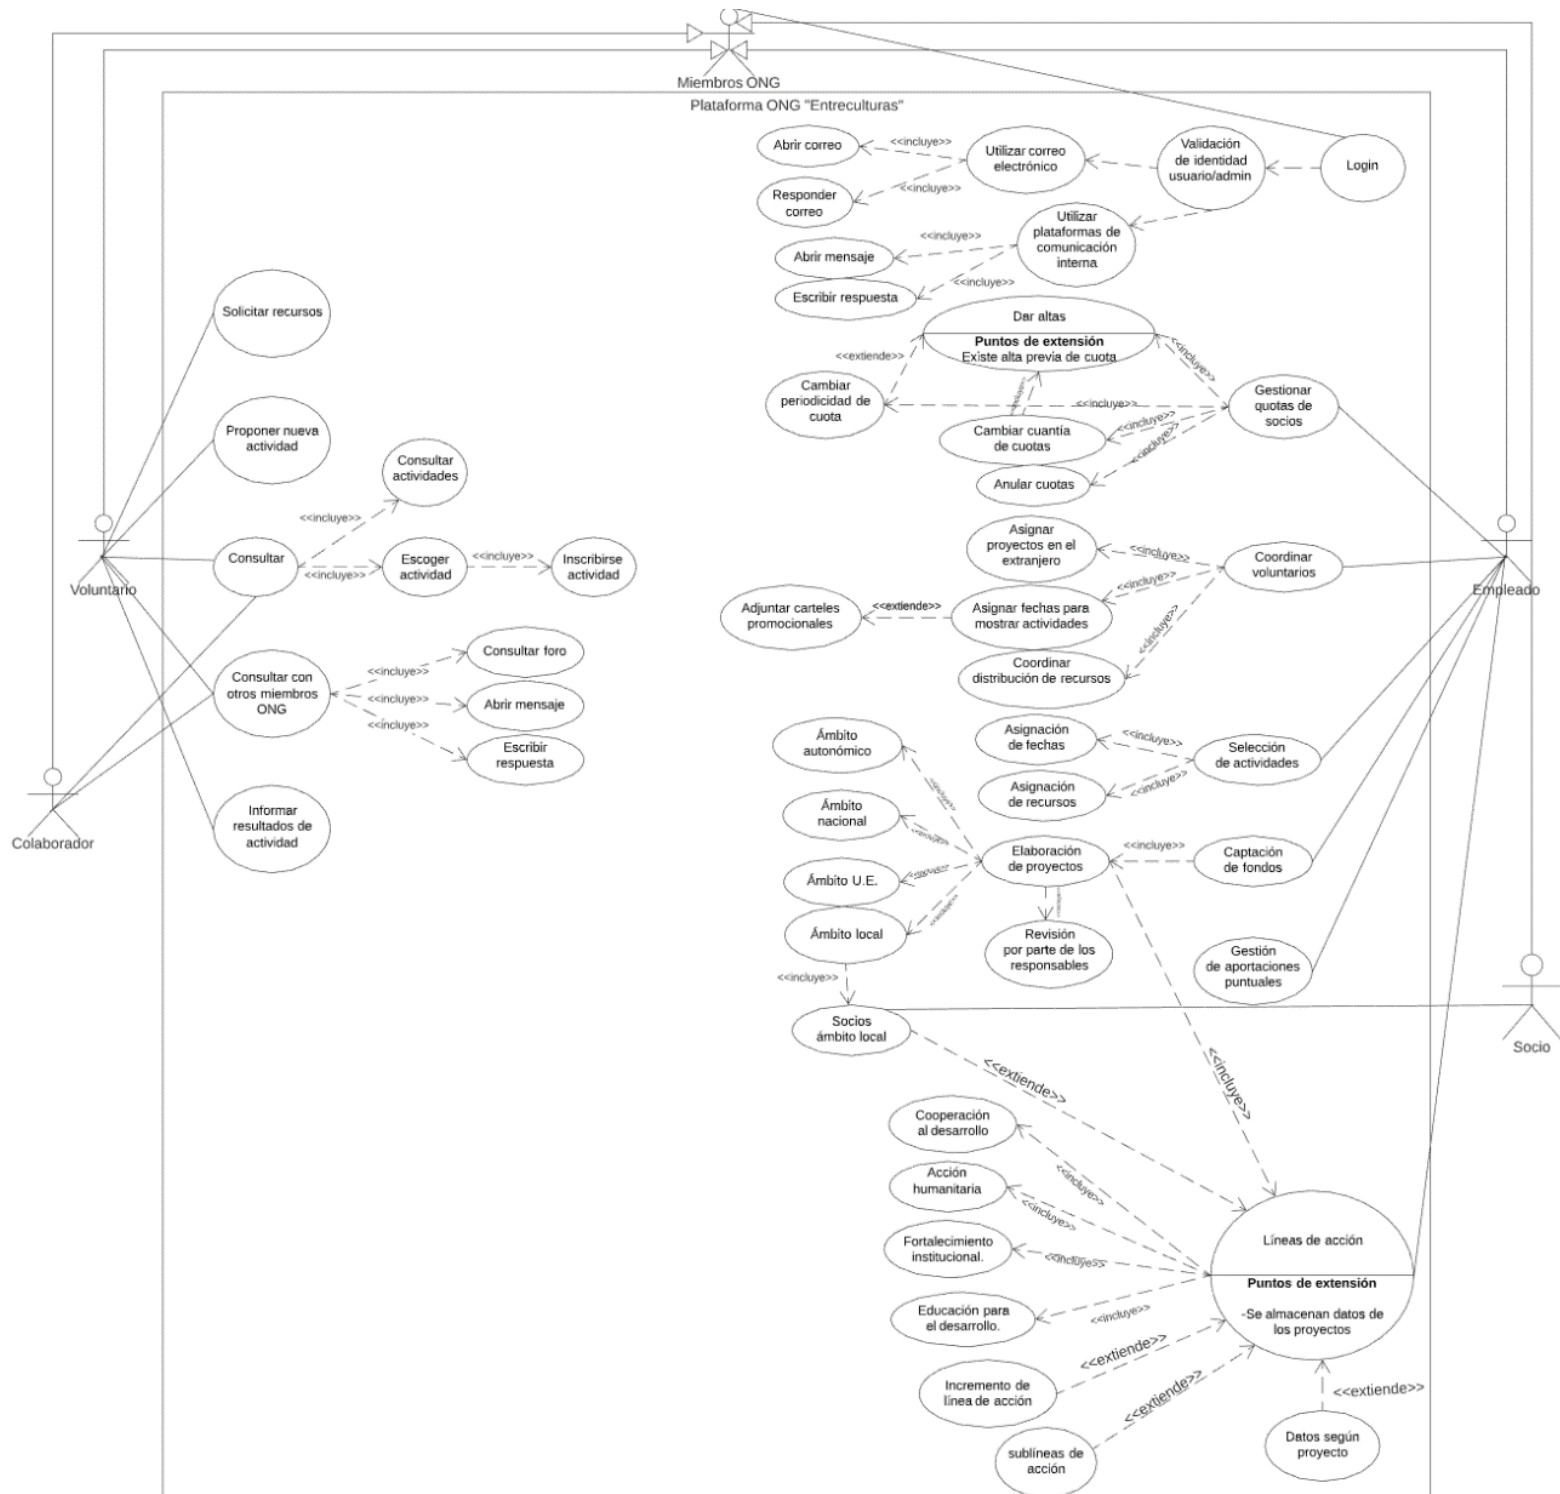 Miembros ONG
Plataforma ONG "Entreculturas"
Abrir correo
<<incluye>>
Utilizar correo
electrónico
Validación
de identidad
usuario/admin
Login
Responder
correo
<<incluye>>
Utilizar
plataformas de
comunicación
interna
<<incluye>>
Abrir mensaje
<<incluye>>
Escribir respuesta
Dar altas
Puntos de extensión
Existe alta previa de cuota
<<extiende>>
<<incluye>>
Cambiar
periodicidad de
cuota
<<incluye>>
<<incluye>>
Gestionar
quotas de
socios
Cambiar cuantía
de cuotas
<<incluye>>
<<incluye>>
Anular cuotas
Solicitar recursos
Proponer nueva
actividad
Consultar
actividades
<<incluye>>
Consultar
<<incluye>>
Escoger
actividad
<<incluye>>
Inscribirse
actividad
Voluntario
Consultar con
otros miembros
ONG
<<incluye>>
Consultar foro
<<incluye>>
Abrir mensaje
<<incluye>>
Escribir
respuesta
Informar
resultados de
actividad
Colaborador
Asignar
proyectos en el
extranjero
<<incluye>>
Coordinar
voluntarios
Empleado
Adjuntar carteles
promocionales
<<extiende>>
Asignar fechas para
mostrar actividades
<<incluye>>
<<incluye>>
Coordinar
distribución de recursos
Ámbito
autonómico
Asignación
de fechas
<<incluye>>
Selección
de actividades
<<incluye>>
Asignación
de recursos
<<incluye>>
Ámbito
nacional
<<incluye>>
Elaboración
de proyectos
<<incluye>>
Captación
de fondos
Ámbito U.E.
<<incluye>>
<<incluye>>
<<incluye>>
Ámbito local
Revisión
por parte de los
responsables
Gestión
de aportaciones
puntuales
<<incluye>>
Socios
ámbito local
Socio
<<extiende>>
<<incluye>>
Cooperación
al desarrollo
<<incluye>>
Acción
humanitaria
<<incluye>>
Fortalecimiento
institucional.
<<incluye>>
Líneas de acción
Puntos de extensión
-Se almacenan datos de
los proyectos
Educación para
el desarrollo.
<<incluye>>
<<extiende>>
Incremento de
línea de acción
<<extiende>>
<<extiende>>
sublíneas de
acción
Datos según
proyecto